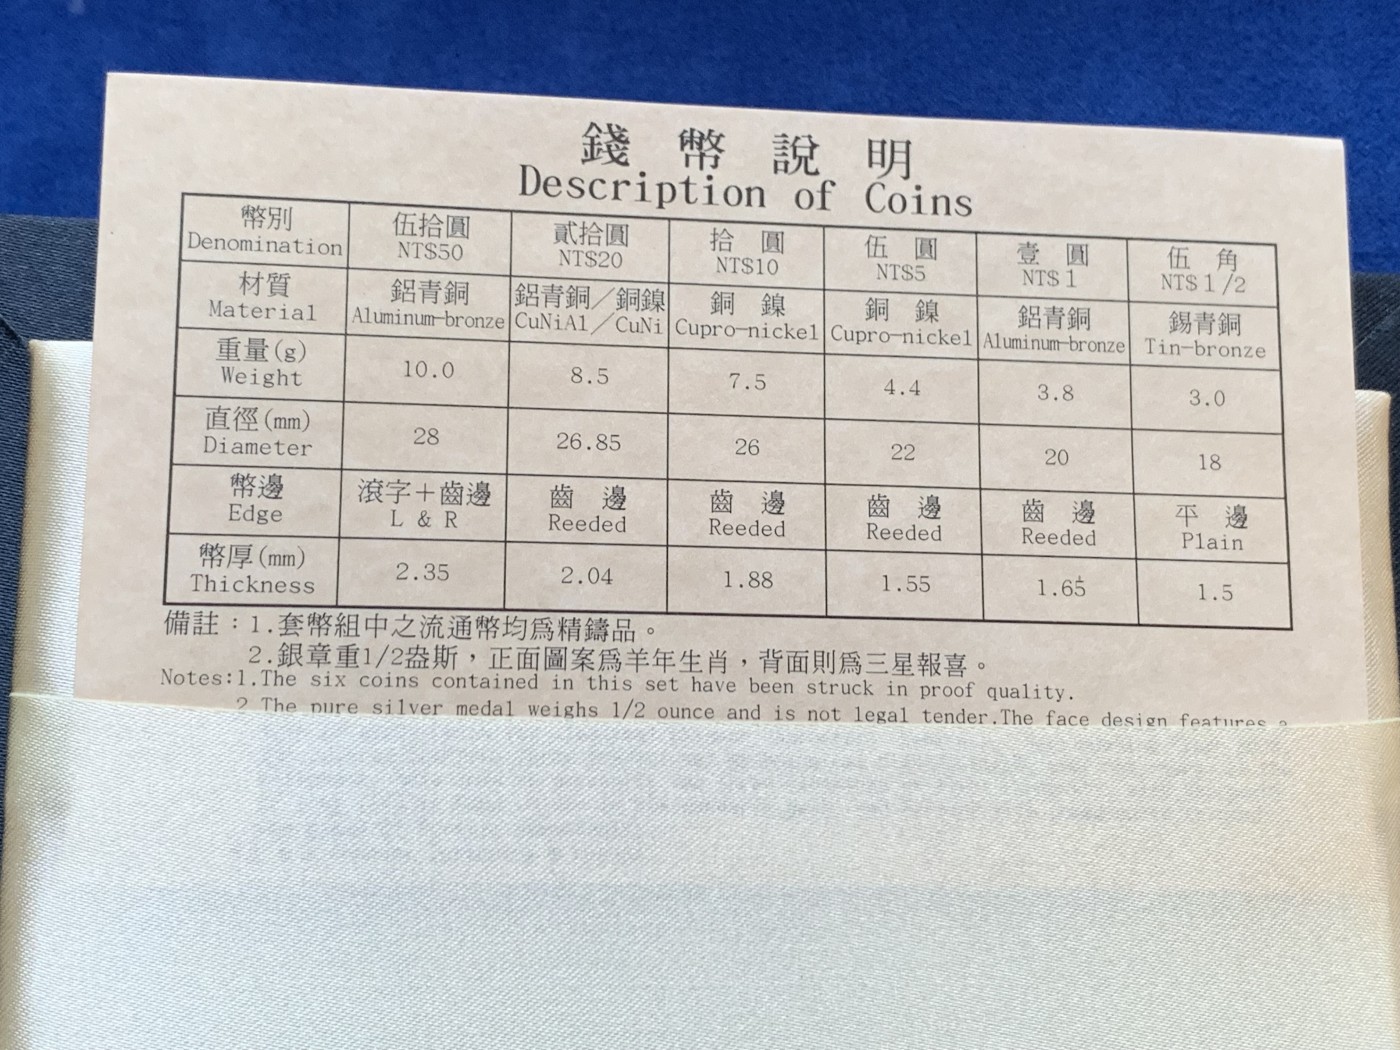 錢幣說明
Description of Coins
幣別 伍拾圓 貳拾圓 拾圓 伍圓 壹圓 伍角
Denomination NT$50 NT$20 NT$10 NT$5 NT$1 NT$1/2
材質 鋁青銅 鋁青銅／銅鎳 銅鎳 銅鎳 鋁青銅 錫青銅
Material Aluminum-bronze CuNiAl／CuNi Cupro-nickel Cupro-nickel Aluminum-bronze Tin-bronze
重量(g) 10.0 8.5 7.5 4.4 3.8 3.0
Weight
直徑(mm) 28 26.85 26 22 20 18
Diameter
幣邊 滾字＋齒邊 齒邊 齒邊 齒邊 齒邊 平邊
Edge L & R Reeded Reeded Reeded Reeded Plain
幣厚(mm) 2.35 2.04 1.88 1.55 1.65 1.5
Thickness
備註：1.套幣組中之流通幣均爲精鑄品。
2.銀章重1/2盎斯，正面圖案爲羊年生肖，背面則爲三星報喜。
Notes:1.The six coins contained in this set have been struck in proof quality.
2 The pure silver medal weighs 1/2 ounce and is not legal tender.The face design features a